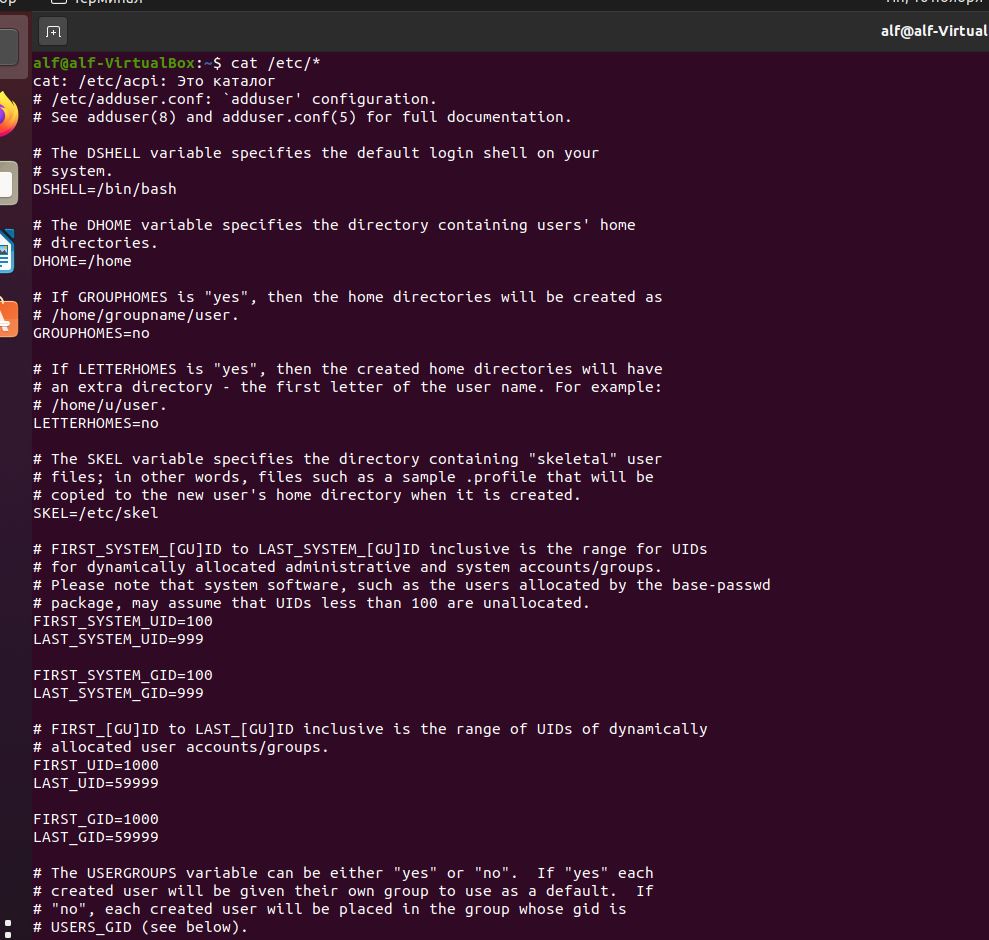 Терминал
alf@alf-Virtual
alf@alf-VirtualBox:~$ cat /etc/*
cat: /etc/acpi: Это каталог
# /etc/adduser.conf: `adduser' configuration.
# See adduser(8) and adduser.conf(5) for full documentation.

# The DSHELL variable specifies the default login shell on your
# system.
DSHELL=/bin/bash

# The DHOME variable specifies the directory containing users' home
# directories.
DHOME=/home

# If GROUPHOMES is "yes", then the home directories will be created as
# /home/groupname/user.
GROUPHOMES=no

# If LETTERHOMES is "yes", then the created home directories will have
# an extra directory - the first letter of the user name. For example:
# /home/u/user.
LETTERHOMES=no

# The SKEL variable specifies the directory containing "skeletal" user
# files; in other words, files such as a sample .profile that will be
# copied to the new user's home directory when it is created.
SKEL=/etc/skel

# FIRST_SYSTEM_[GU]ID to LAST_SYSTEM_[GU]ID inclusive is the range for UIDs
# for dynamically allocated administrative and system accounts/groups.
# Please note that system software, such as the users allocated by the base-passwd
# package, may assume that UIDs less than 100 are unallocated.
FIRST_SYSTEM_UID=100
LAST_SYSTEM_UID=999

FIRST_SYSTEM_GID=100
LAST_SYSTEM_GID=999

# FIRST_[GU]ID to LAST_[GU]ID inclusive is the range of UIDs of dynamically
# allocated user accounts/groups.
FIRST_UID=1000
LAST_UID=59999

FIRST_GID=1000
LAST_GID=59999

# The USERGROUPS variable can be either "yes" or "no".  If "yes" each
# created user will be given their own group to use as a default.  If
# "no", each created user will be placed in the group whose gid is
# USERS_GID (see below).